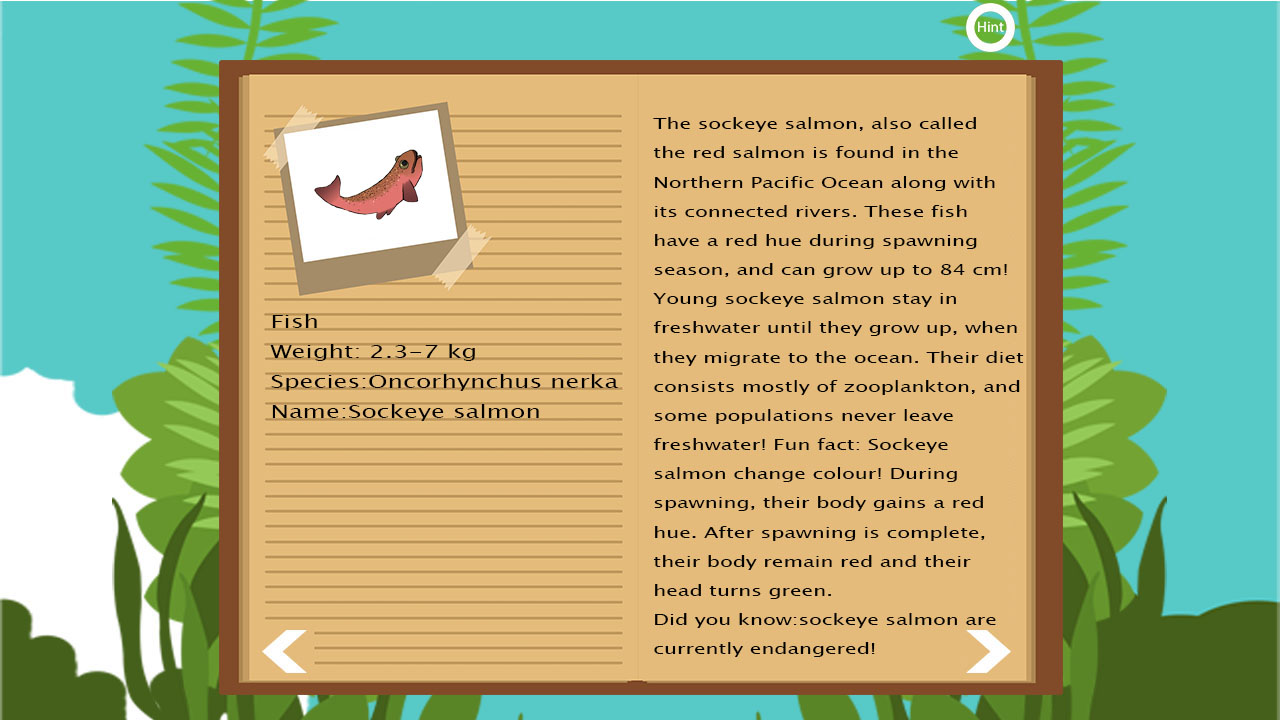 Hint
Fish
Weight: 2.3-7 kg
Species:Oncorhynchus nerka
Name:Sockeye salmon
The sockeye salmon, also called
the red salmon is found in the
Northern Pacific Ocean along with
its connected rivers. These fish
have a red hue during spawning
season, and can grow up to 84 cm!
Young sockeye salmon stay in
freshwater until they grow up, when
they migrate to the ocean. Their diet
consists mostly of zooplankton, and
some populations never leave
freshwater! Fun fact: Sockeye
salmon change colour! During
spawning, their body gains a red
hue. After spawning is complete,
their body remain red and their
head turns green.
Did you know:sockeye salmon are
currently endangered!